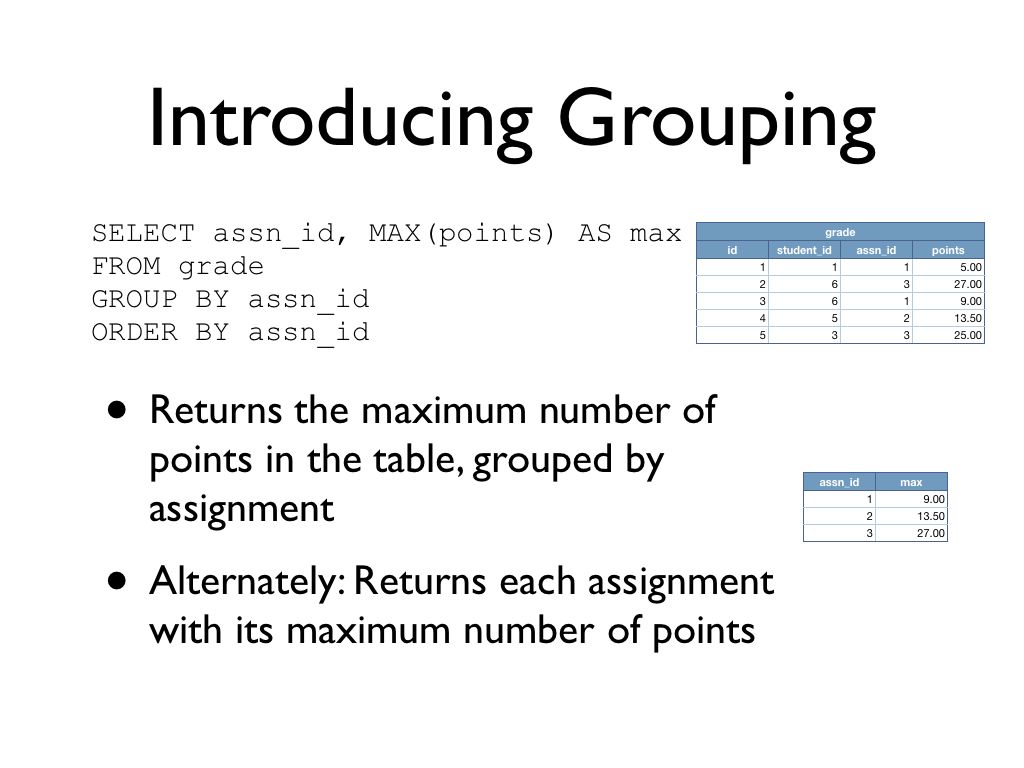 Introducing Grouping
SELECT assn_id, MAX(points) AS max
FROM grade
GROUP BY assn_id
ORDER BY assn_id
grade
id student_id assn_id points
1 1 1 5.00
2 6 3 27.00
3 6 1 9.00
4 5 2 13.50
5 3 3 25.00
• Returns the maximum number of
points in the table, grouped by
assignment
assn_id max
1 9.00
2 13.50
3 27.00
• Alternately: Returns each assignment
with its maximum number of points